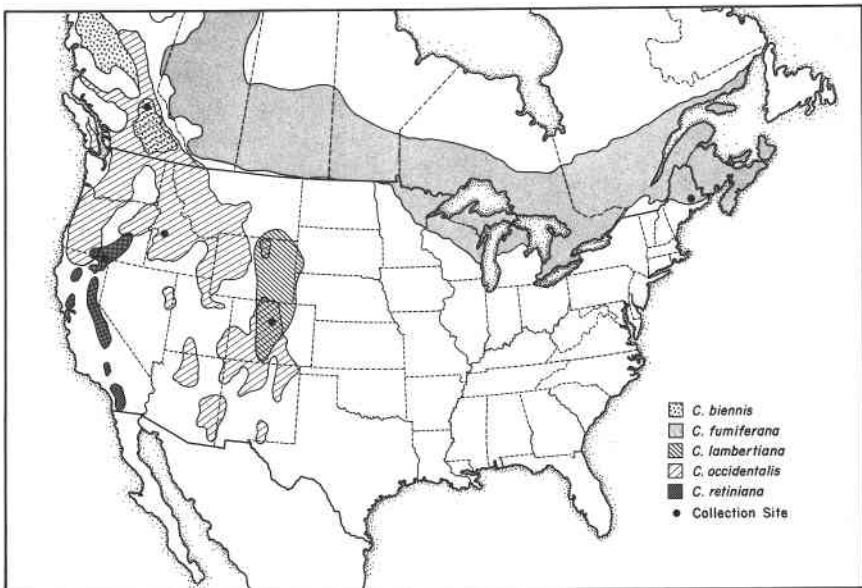 C. biennis
C. fumiferana
C. lambertiana
C. occidentalis
C. retiniana
Collection Site